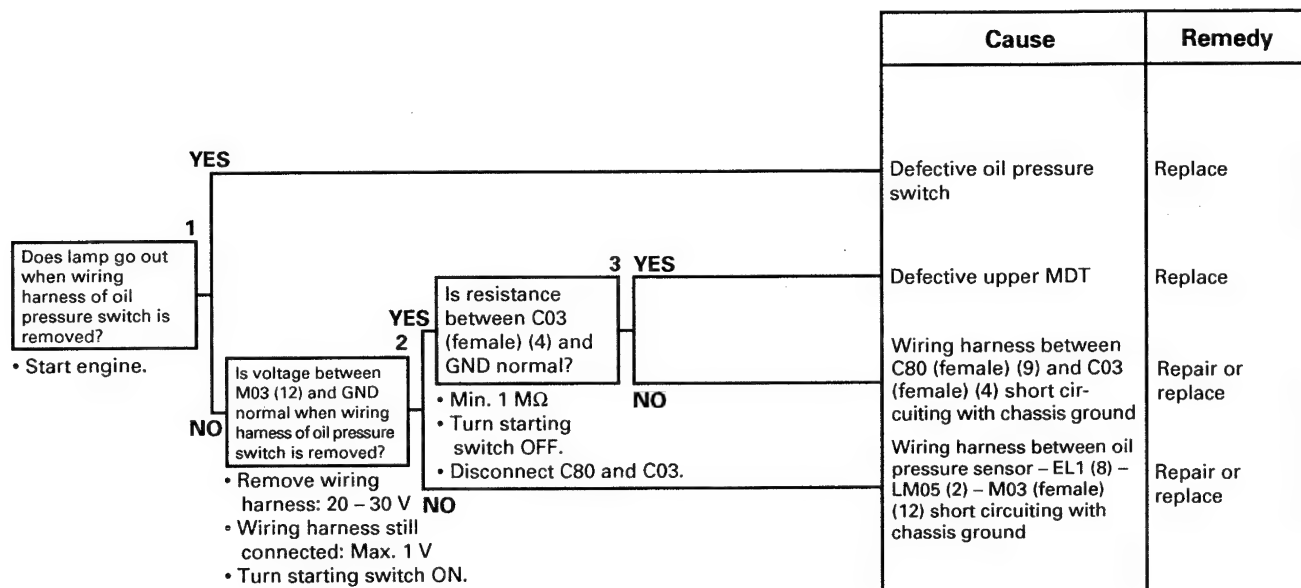 Cause
Remedy
YES
Defective oil pressure
switch
Replace
1
Does lamp go out
when wiring
harness of oil
pressure switch is
removed?
• Start engine.
3 YES
Defective upper MDT
Replace
YES
2
Is resistance
between C03
(female) (4) and
GND normal?
• Min. 1 MΩ
• Turn starting
switch OFF.
• Disconnect C80 and C03.
NO
Wiring harness between
C80 (female) (9) and C03
(female) (4) short cir-
cuiting with chassis ground
Repair or
replace
NO
Is voltage between
M03 (12) and GND
normal when wiring
harness of oil pressure
switch is removed?
• Remove wiring
harness: 20 – 30 V
• Wiring harness still
connected: Max. 1 V
• Turn starting switch ON.
NO
Wiring harness between oil
pressure sensor – EL1 (8) –
LM05 (2) – M03 (female)
(12) short circuiting with
chassis ground
Repair or
replace